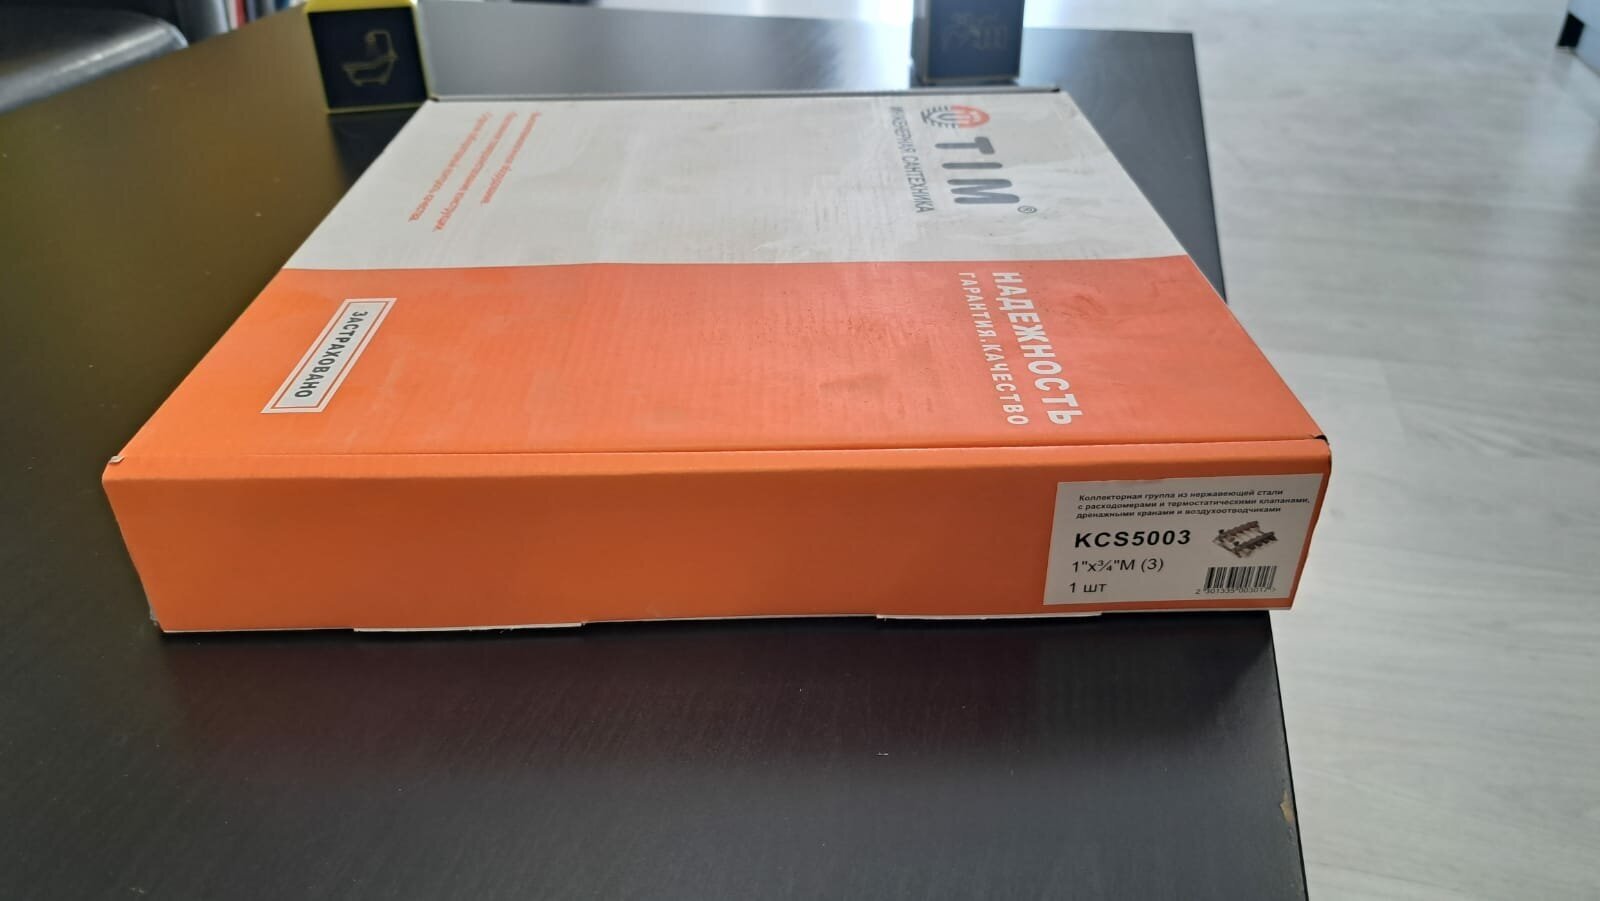 TIM®
ИНЖЕНЕРНАЯ САНТЕХНИКА
НАДЕЖНОСТЬ
ГАРАНТИЯ.КАЧЕСТВО
ЗАСТРАХОВАНО
Коллекторная группа из нержавеющей стали
с расходомерами и термостатическими клапанами,
дренажными кранами и воздухоотводчиками
KCS5003
1"x¾"M (3)
1 шт